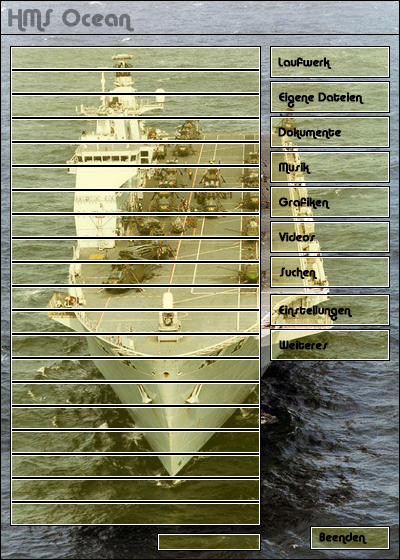 HMS Ocean
Laufwerk
Eigene Dateien
Dokumente
Musik
Grafiken
Videos
Suchen
Einstellungen
Weiteres
Beenden